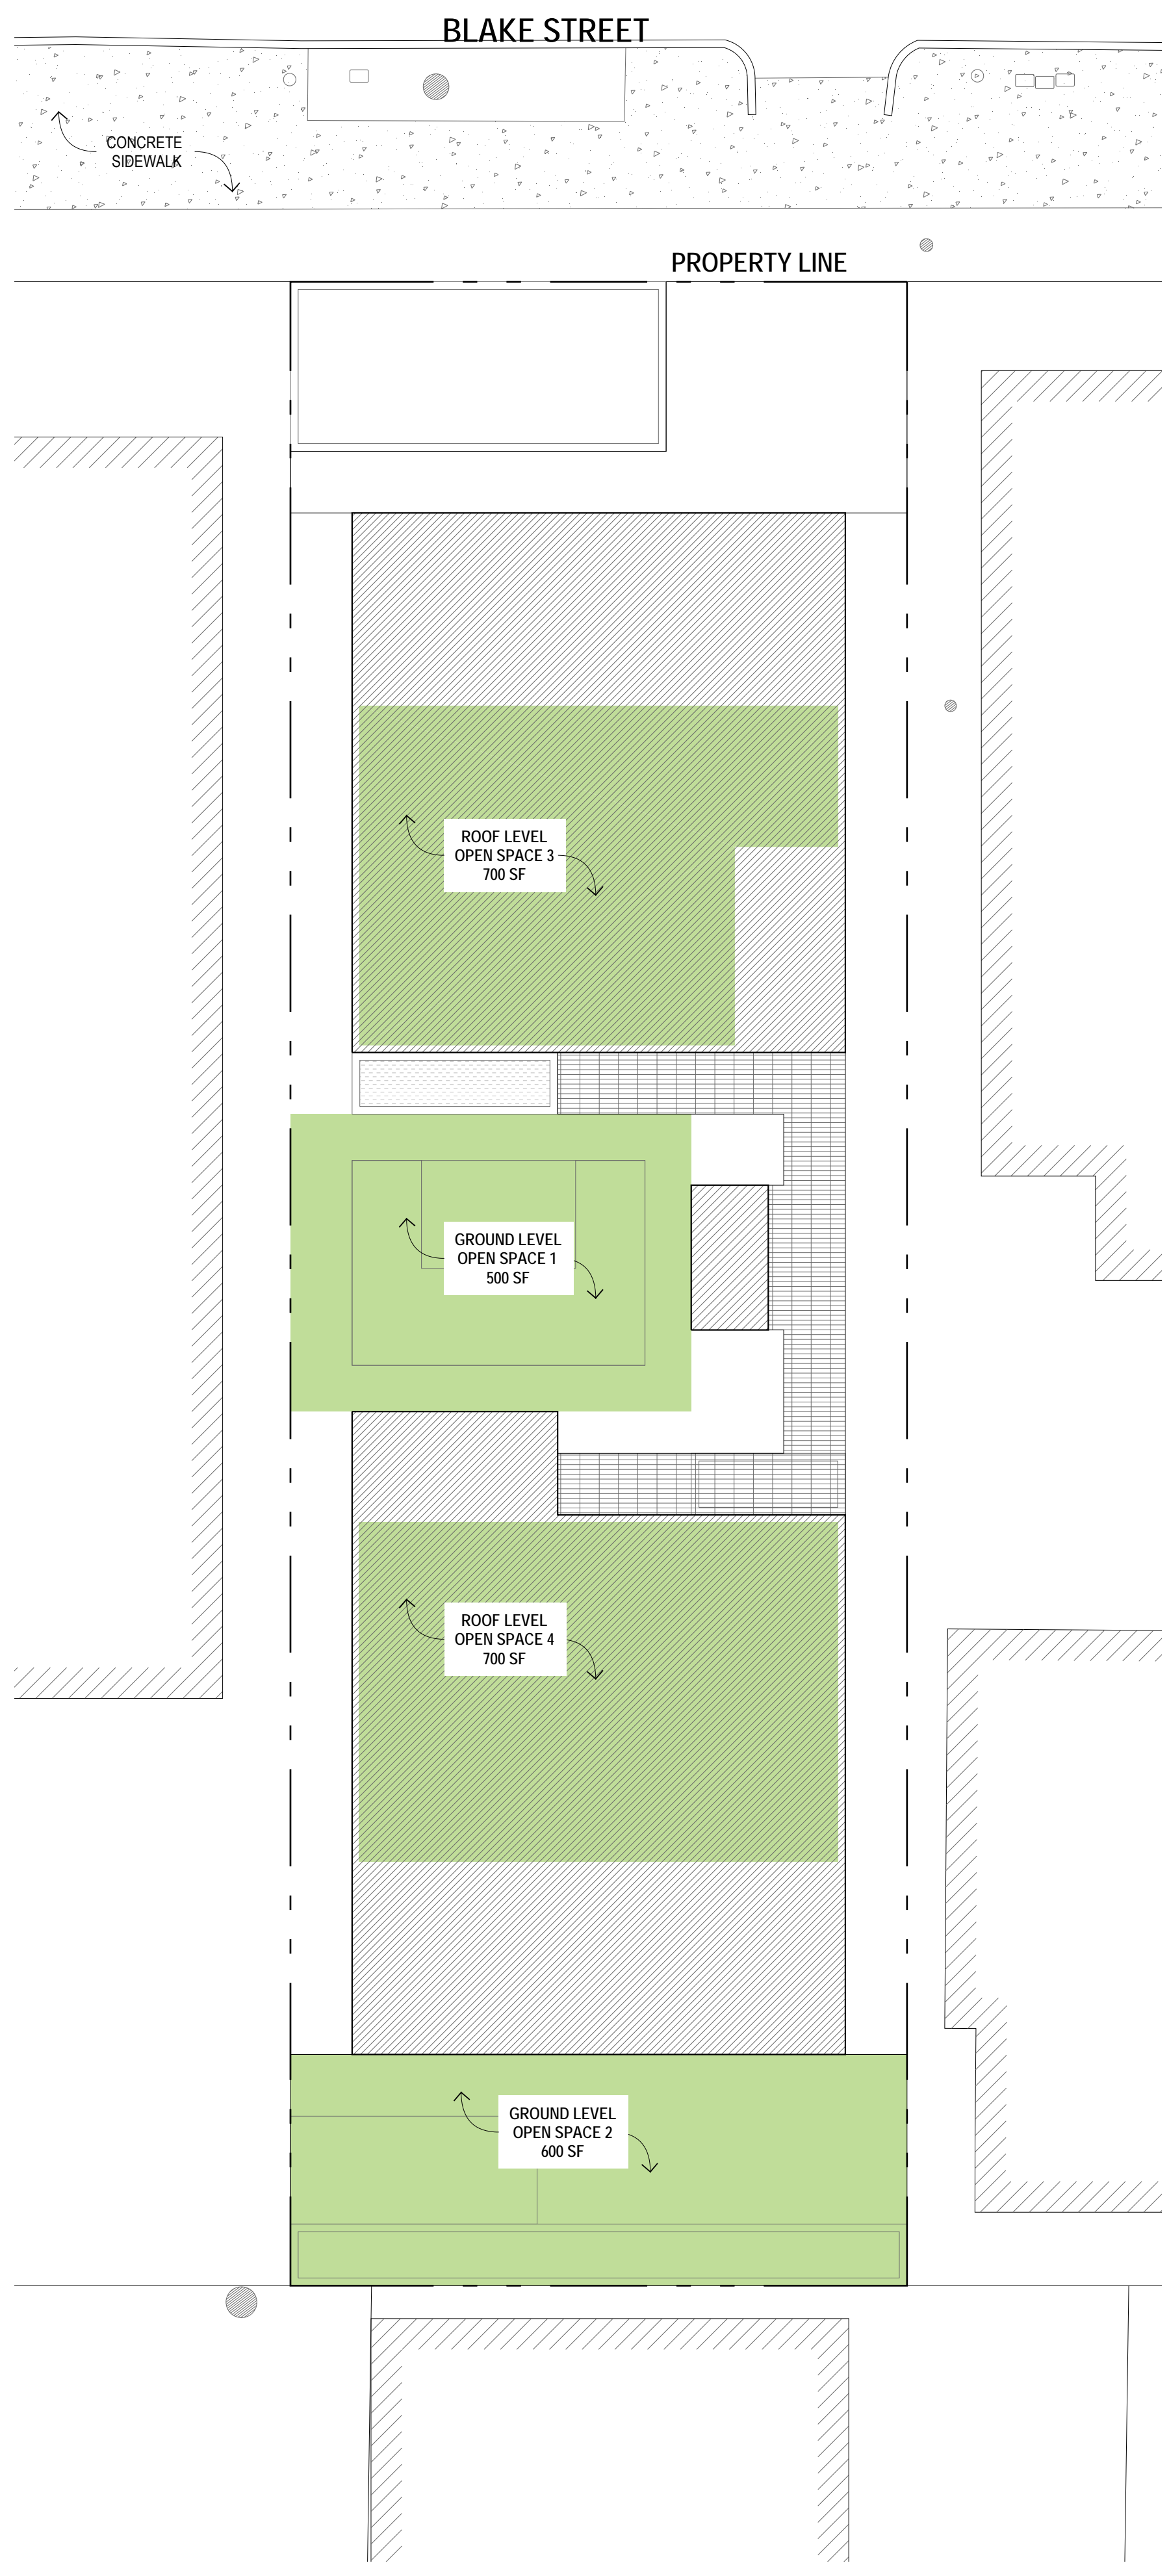 BLAKE STREET
CONCRETE
SIDEWALK
PROPERTY LINE
ROOF LEVEL
OPEN SPACE 3
700 SF
GROUND LEVEL
OPEN SPACE 1
500 SF
ROOF LEVEL
OPEN SPACE 4
700 SF
GROUND LEVEL
OPEN SPACE 2
600 SF